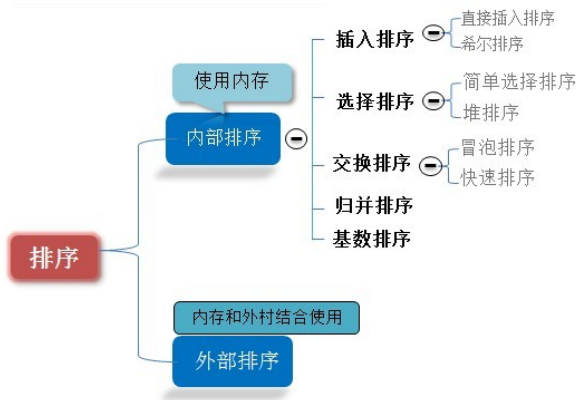 直接插入排序
插入排序
希尔排序
使用内存
简单选择排序
选择排序
堆排序
内部排序
冒泡排序
交换排序
快速排序
归并排序
基数排序
排序
内存和外村结合使用
外部排序